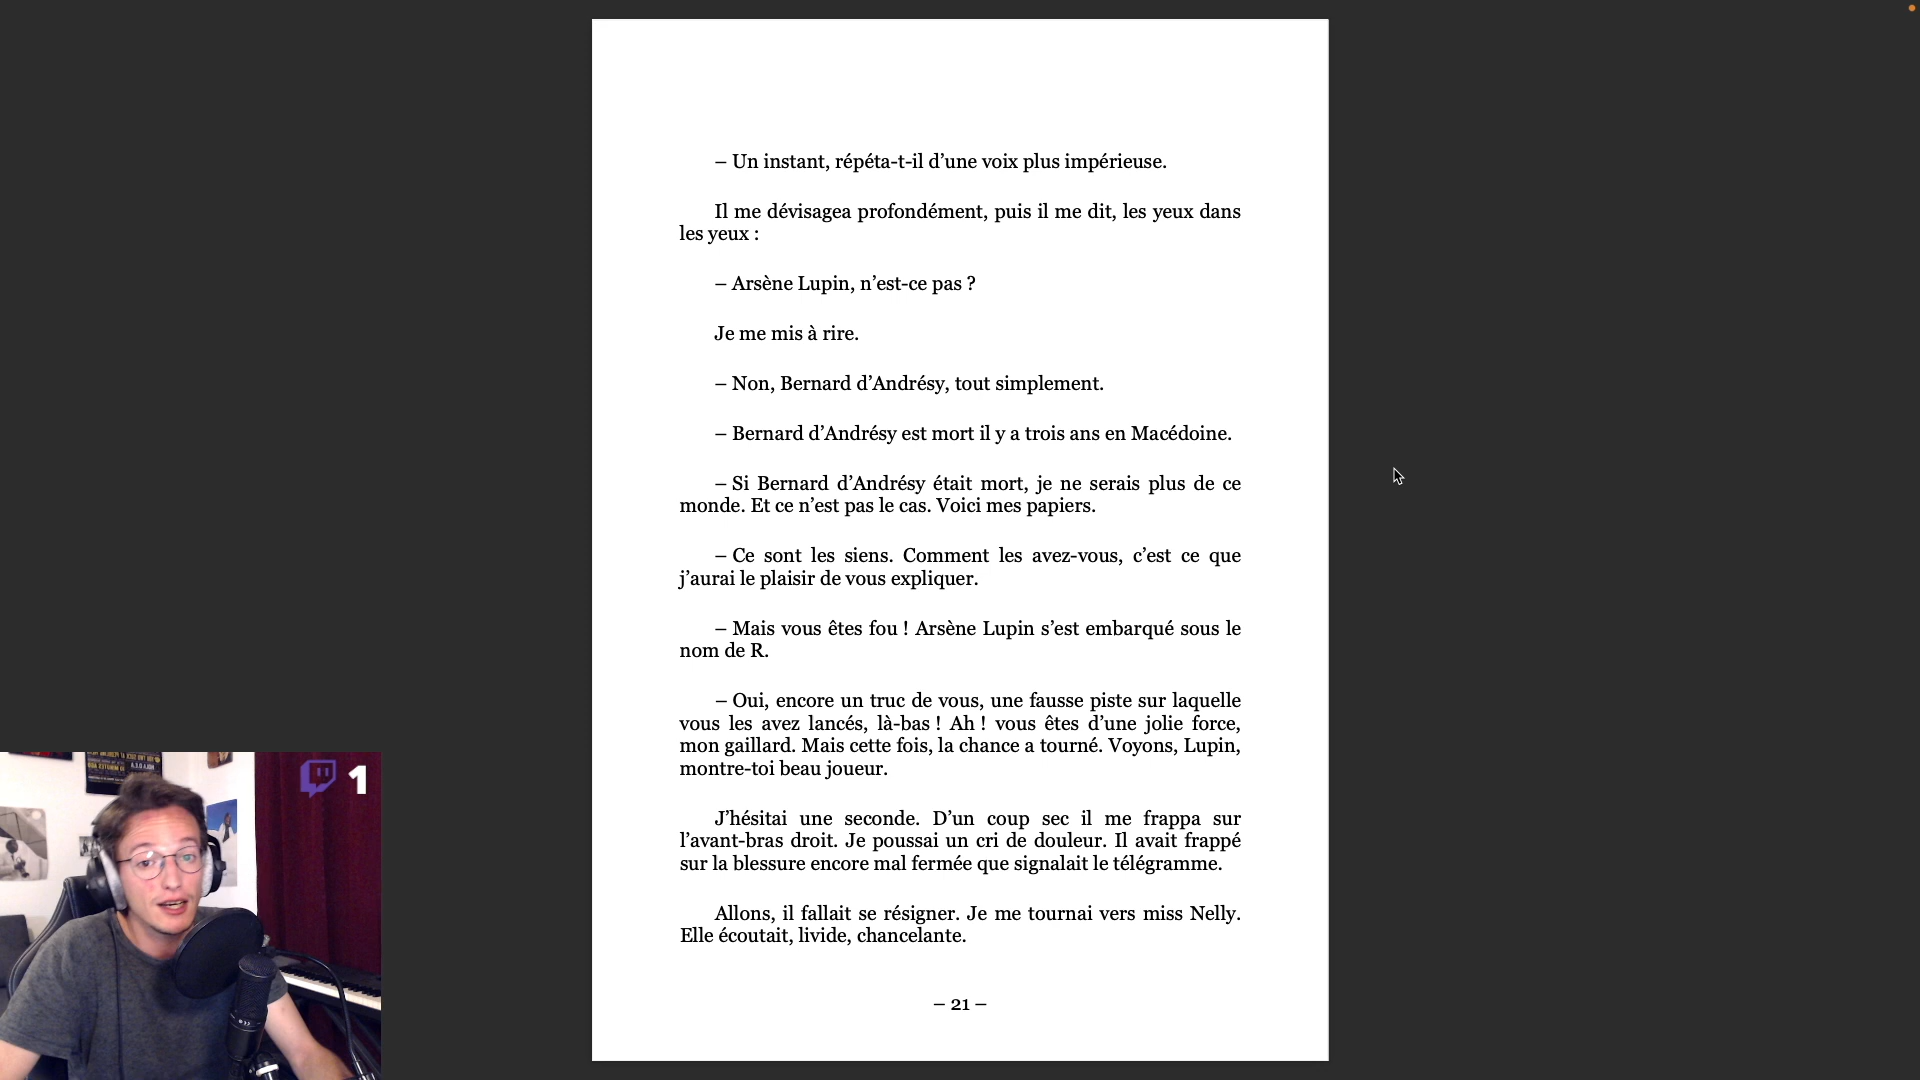 – Un instant, répéta-t-il d’une voix plus impérieuse.
Il me dévisagea profondément, puis il me dit, les yeux dans
les yeux :
– Arsène Lupin, n’est-ce pas ?
Je me mis à rire.
– Non, Bernard d’Andrésy, tout simplement.
– Bernard d’Andrésy est mort il y a trois ans en Macédoine.
– Si Bernard d’Andrésy était mort, je ne serais plus de ce
monde. Et ce n’est pas le cas. Voici mes papiers.
– Ce sont les siens. Comment les avez-vous, c’est ce que
j’aurai le plaisir de vous expliquer.
– Mais vous êtes fou ! Arsène Lupin s’est embarqué sous le
nom de R.
– Oui, encore un truc de vous, une fausse piste sur laquelle
vous les avez lancés, là-bas ! Ah ! vous êtes d’une jolie force,
mon gaillard. Mais cette fois, la chance a tourné. Voyons, Lupin,
montre-toi beau joueur.
J’hésitai une seconde. D’un coup sec il me frappa sur
l’avant-bras droit. Je poussai un cri de douleur. Il avait frappé
sur la blessure encore mal fermée que signalait le télégramme.
Allons, il fallait se résigner. Je me tournai vers miss Nelly.
Elle écoutait, livide, chancelante.
– 21 –
1